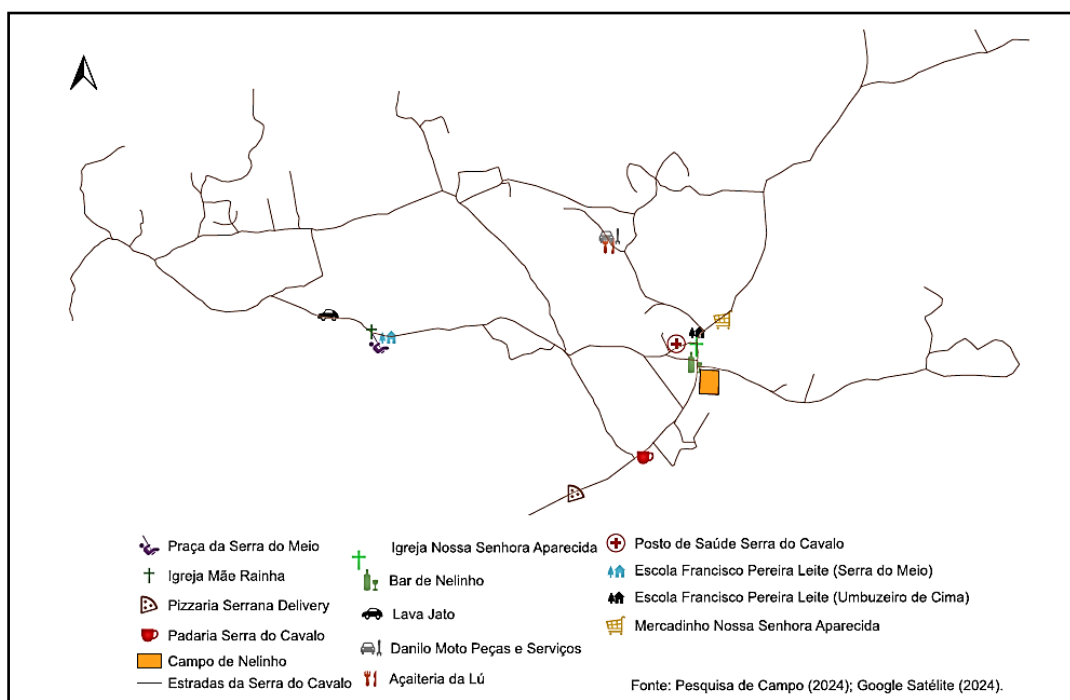 Praça da Serra do Meio
Igreja Mãe Rainha
Pizzaria Serrana Delivery
Padaria Serra do Cavalo
Campo de Nelinho
Estradas da Serra do Cavalo
Igreja Nossa Senhora Aparecida
Bar de Nelinho
Lava Jato
Danilo Moto Peças e Serviços
Açaiteria da Lú
Posto de Saúde Serra do Cavalo
Escola Francisco Pereira Leite (Serra do Meio)
Escola Francisco Pereira Leite (Umbuzeiro de Cima)
Mercadinho Nossa Senhora Aparecida
Fonte: Pesquisa de Campo (2024); Google Satélite (2024).